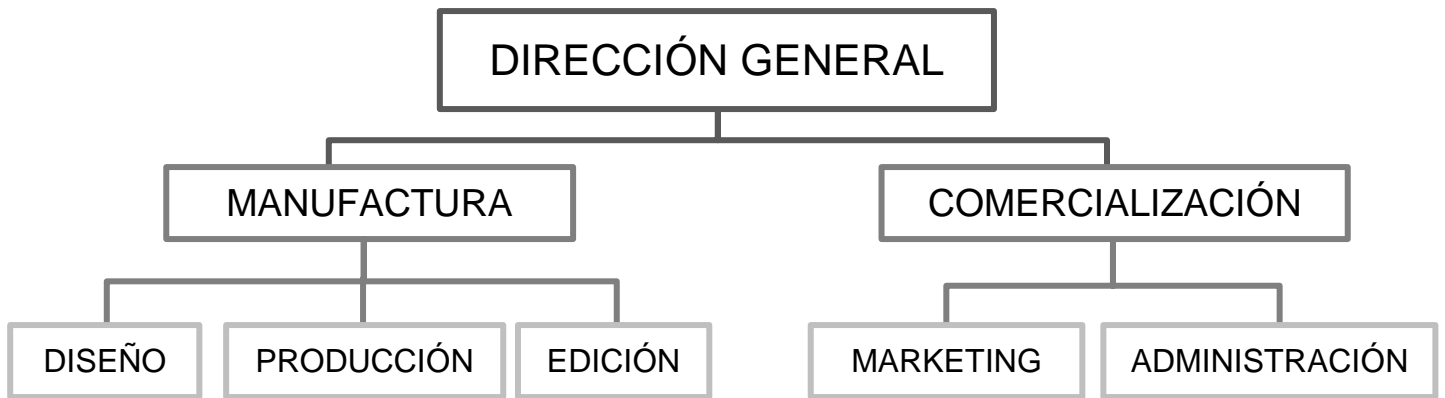 DIRECCIÓN GENERAL
MANUFACTURA
COMERCIALIZACIÓN
DISEÑO
PRODUCCIÓN
EDICIÓN
MARKETING
ADMINISTRACIÓN